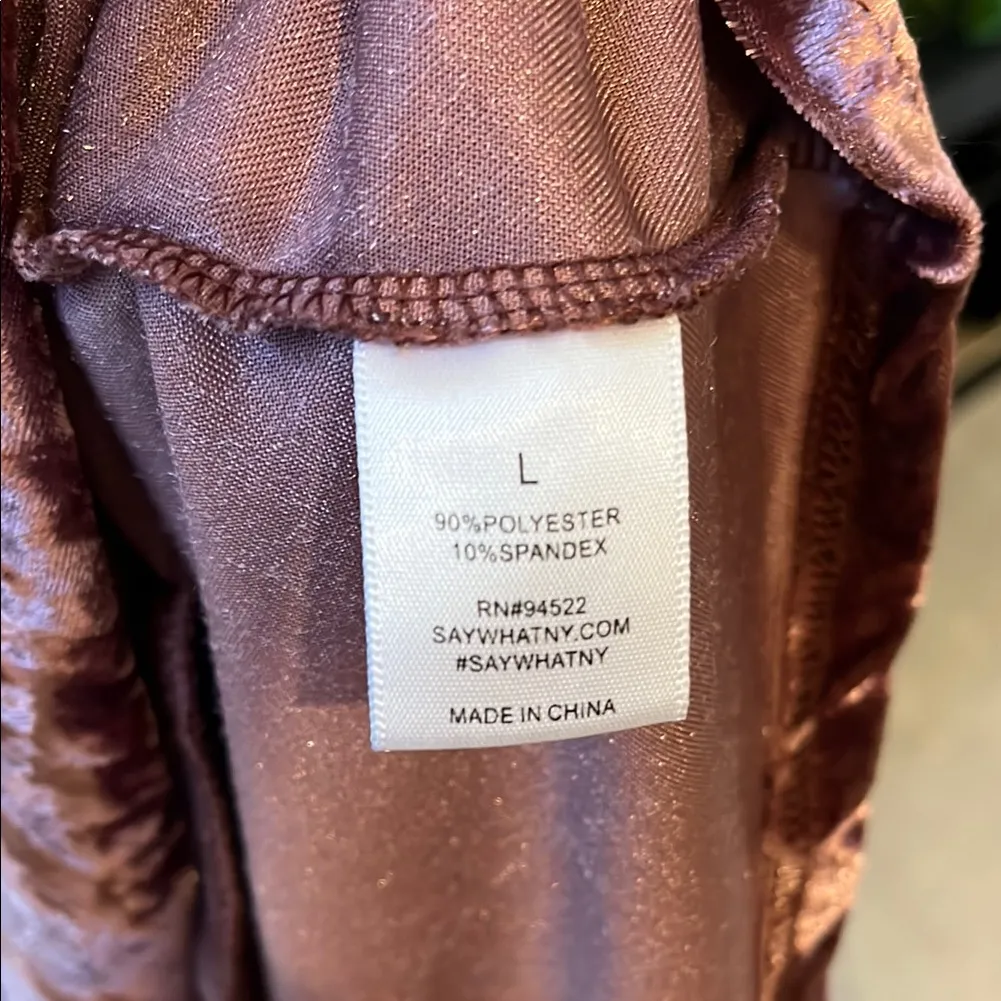 L
90%POLYESTER
10%SPANDEX
RN#94522
SAYWHATNY.COM
#SAYWHATNY
MADE IN CHINA